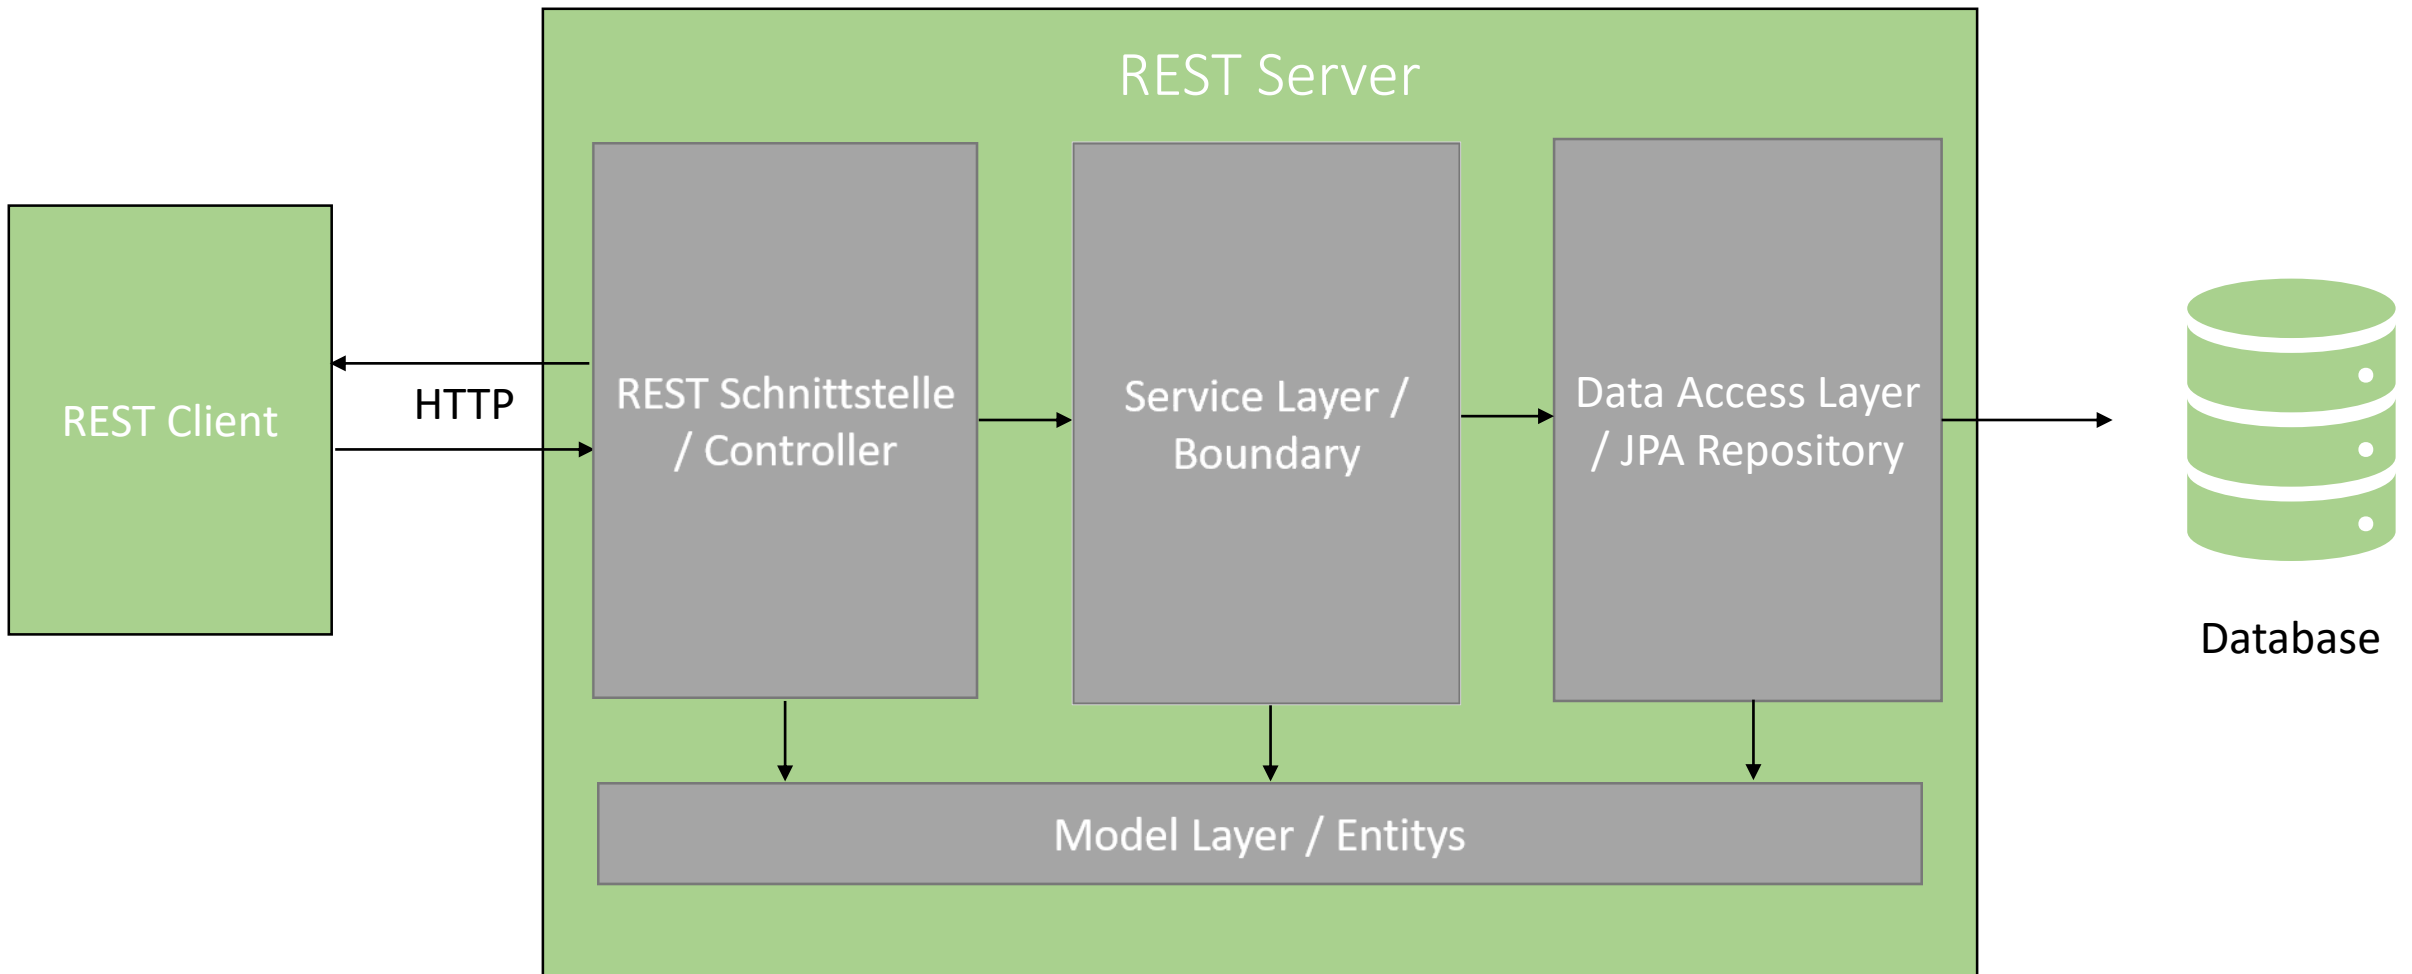 REST Server
REST Client
HTTP
REST Schnittstelle
/ Controller
Service Layer /
Boundary
Data Access Layer
/ JPA Repository
Database
Model Layer / Entitys